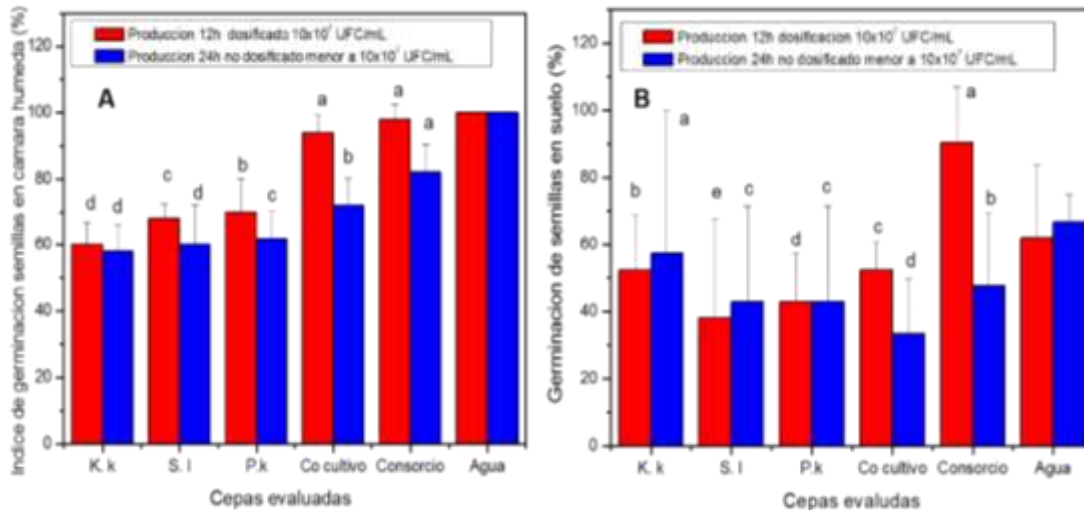 Indice de germinacion semillas en camara humeda (%)
120
100
80
60
40
20
0
Produccion 12h dosificado 10x10⁷ UFC/mL
Produccion 24h no dosificado menor a 10x10⁷ UFC/mL
A
d
d
c
d
b
c
a
b
a
a
K. k
S. l
P.k
Co cultivo
Consorcio
Agua
Cepas evaluadas
Germinacion de semillas en suelo (%)
120
100
80
60
40
20
0
Produccion 12h dosificacion 10x10⁷ UFC/mL
Produccion 24h no dosificado menor a 10x10⁷ UFC/mL
B
b
a
e
c
d
c
c
d
a
b
K. k
S. l
P.k
Co cultivo
Consorcio
Agua
Cepas evaludas